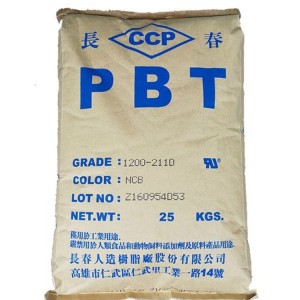 長 CCP 春
PBT
GRADE: 1200-211D
COLOR: NCB
LOT NO: Z160954D53
NET.WT: 25 KGS.
僅用於工業用途,
嚴禁用於人類食品和動物飼料添加劑及原料產品用途.
長春人造樹脂廠股份有限公司
高雄市仁武區仁武里工業一路14號